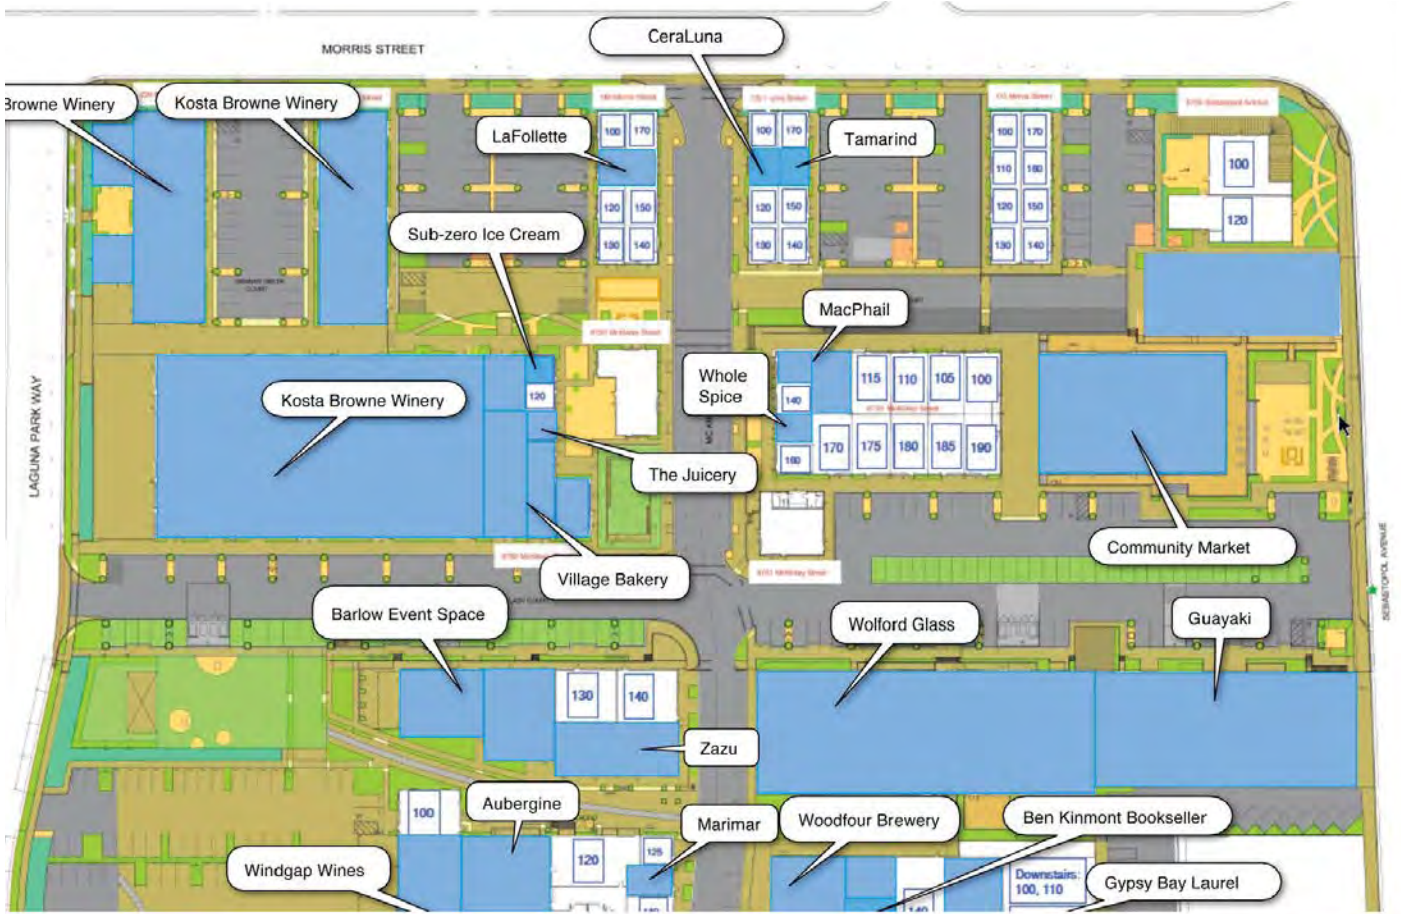 MORRIS STREET
CeraLuna
Browne Winery
Kosta Browne Winery
LaFollette
Tamarind
100 170
120 150
130 140
100 170
120 150
130 140
100 170
110 180
120 150
130 140
100
120
Sub-zero Ice Cream
MacPhail
Whole
Spice
Kosta Browne Winery
120
The Juicery
Village Bakery
140
160
115 110 105 100
170 175 180 185 190
Community Market
LAGUNA PARK WAY
SEBASTOPOL AVENUE
Barlow Event Space
Wolford Glass
Guayaki
130 140
Zazu
100
Aubergine
120
125
Marimar
Woodfour Brewery
Ben Kinmont Bookseller
Windgap Wines
140
Downstairs:
100, 110
Gypsy Bay Laurel